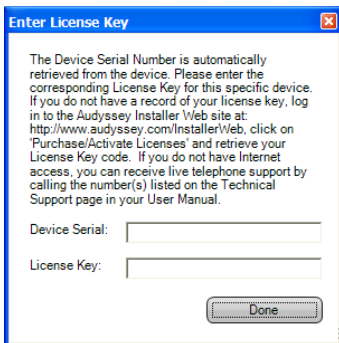 Enter License Key
The Device Serial Number is automatically
retrieved from the device. Please enter the
corresponding License Key for this specific device.
If you do not have a record of your license key, log
in to the Audyssey Installer Web site at:
http://www.audyssey.com/InstallerWeb, click on
'Purchase/Activate Licenses' and retrieve your
License Key code.  If you do not have Internet
access, you can receive live telephone support by
calling the number(s) listed on the Technical
Support page in your User Manual.
Device Serial:
License Key:
Done